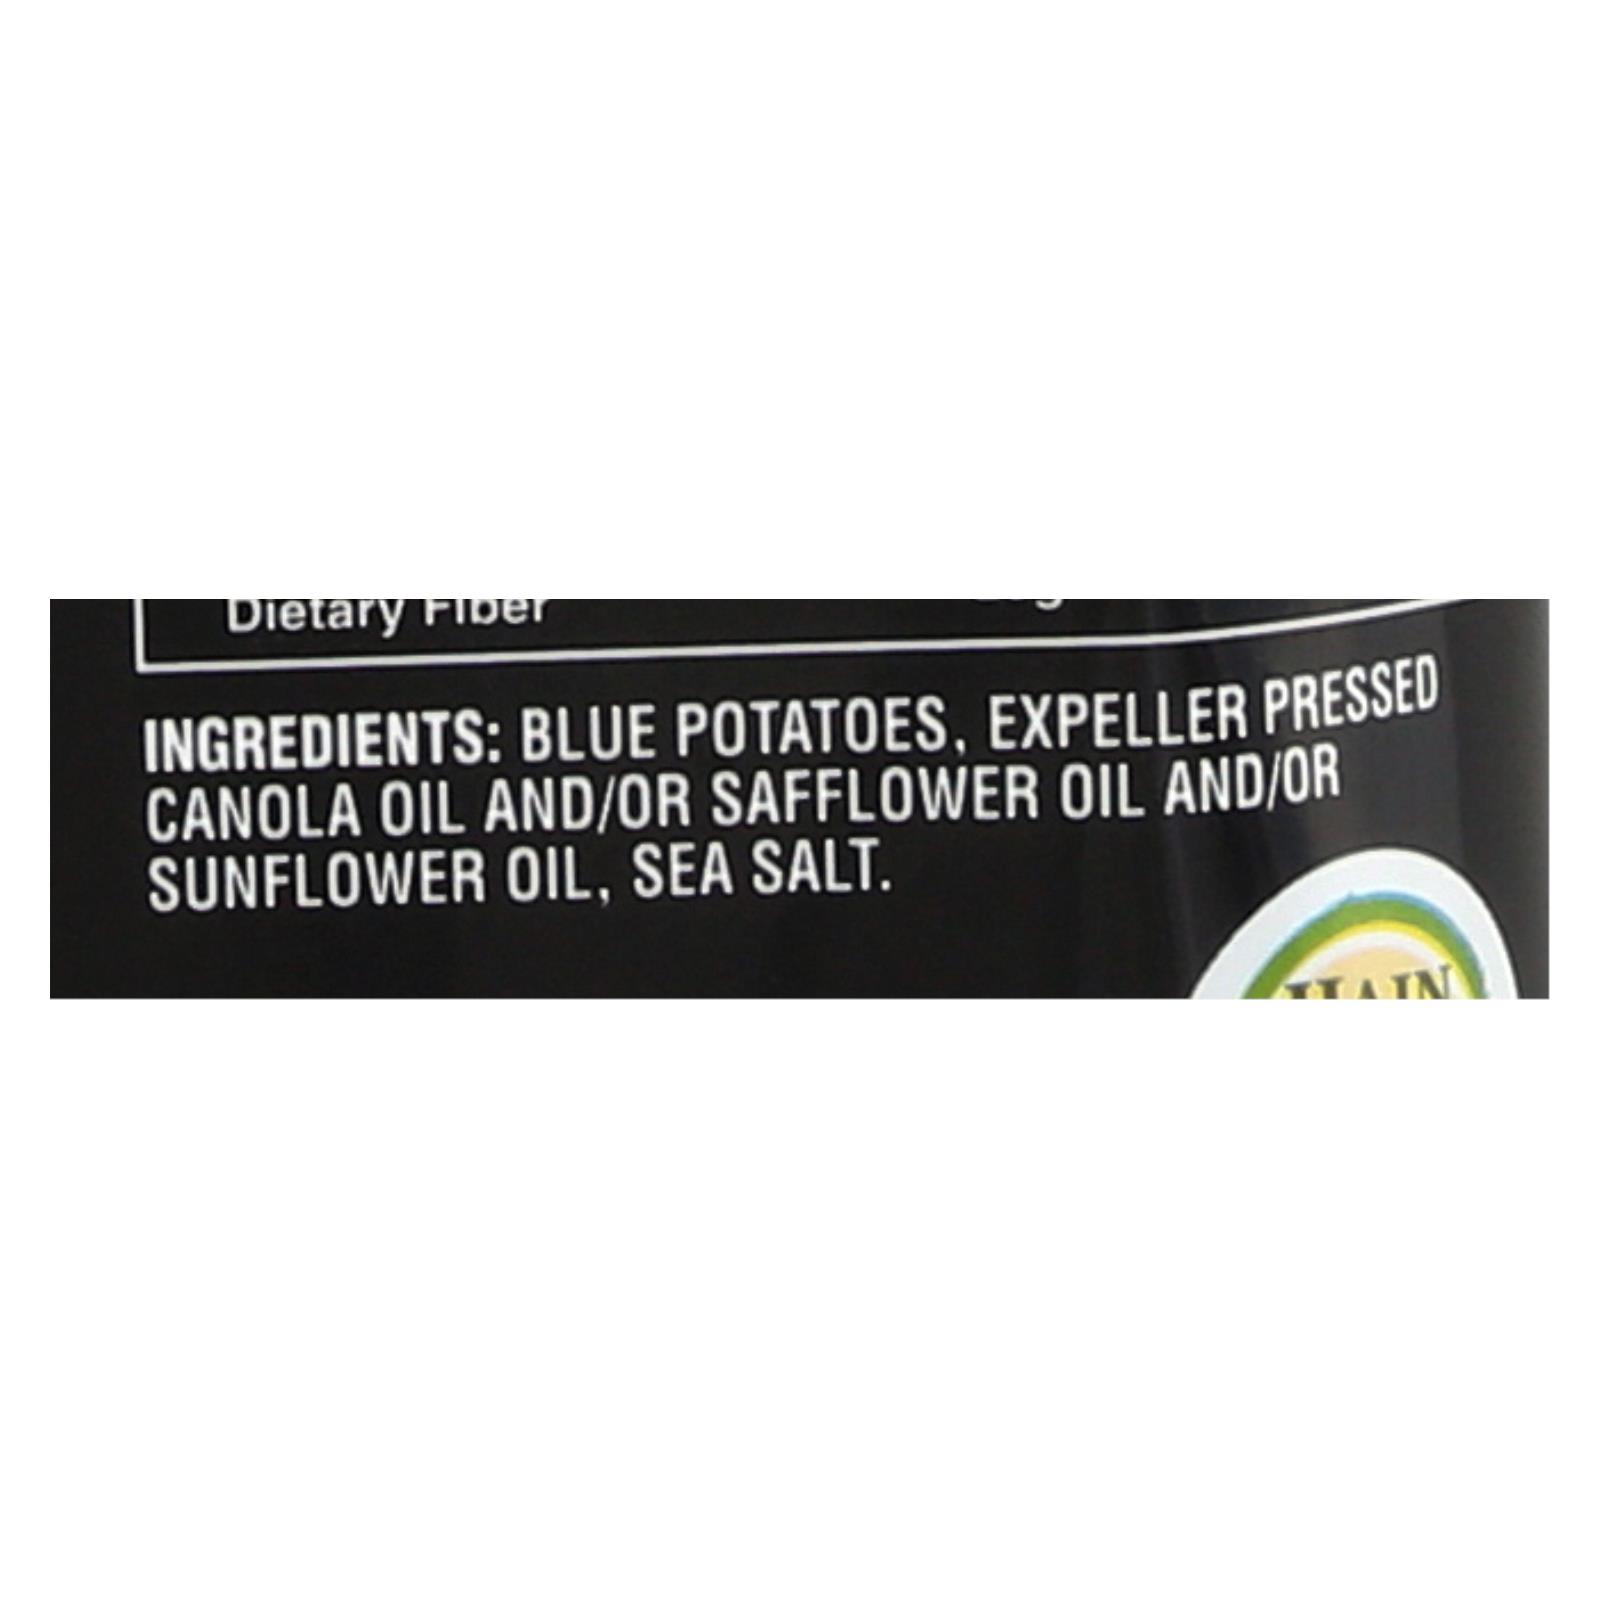 Dietary Fiber
INGREDIENTS: BLUE POTATOES, EXPELLER PRESSED
CANOLA OIL AND/OR SAFFLOWER OIL AND/OR
SUNFLOWER OIL, SEA SALT.
HAIN